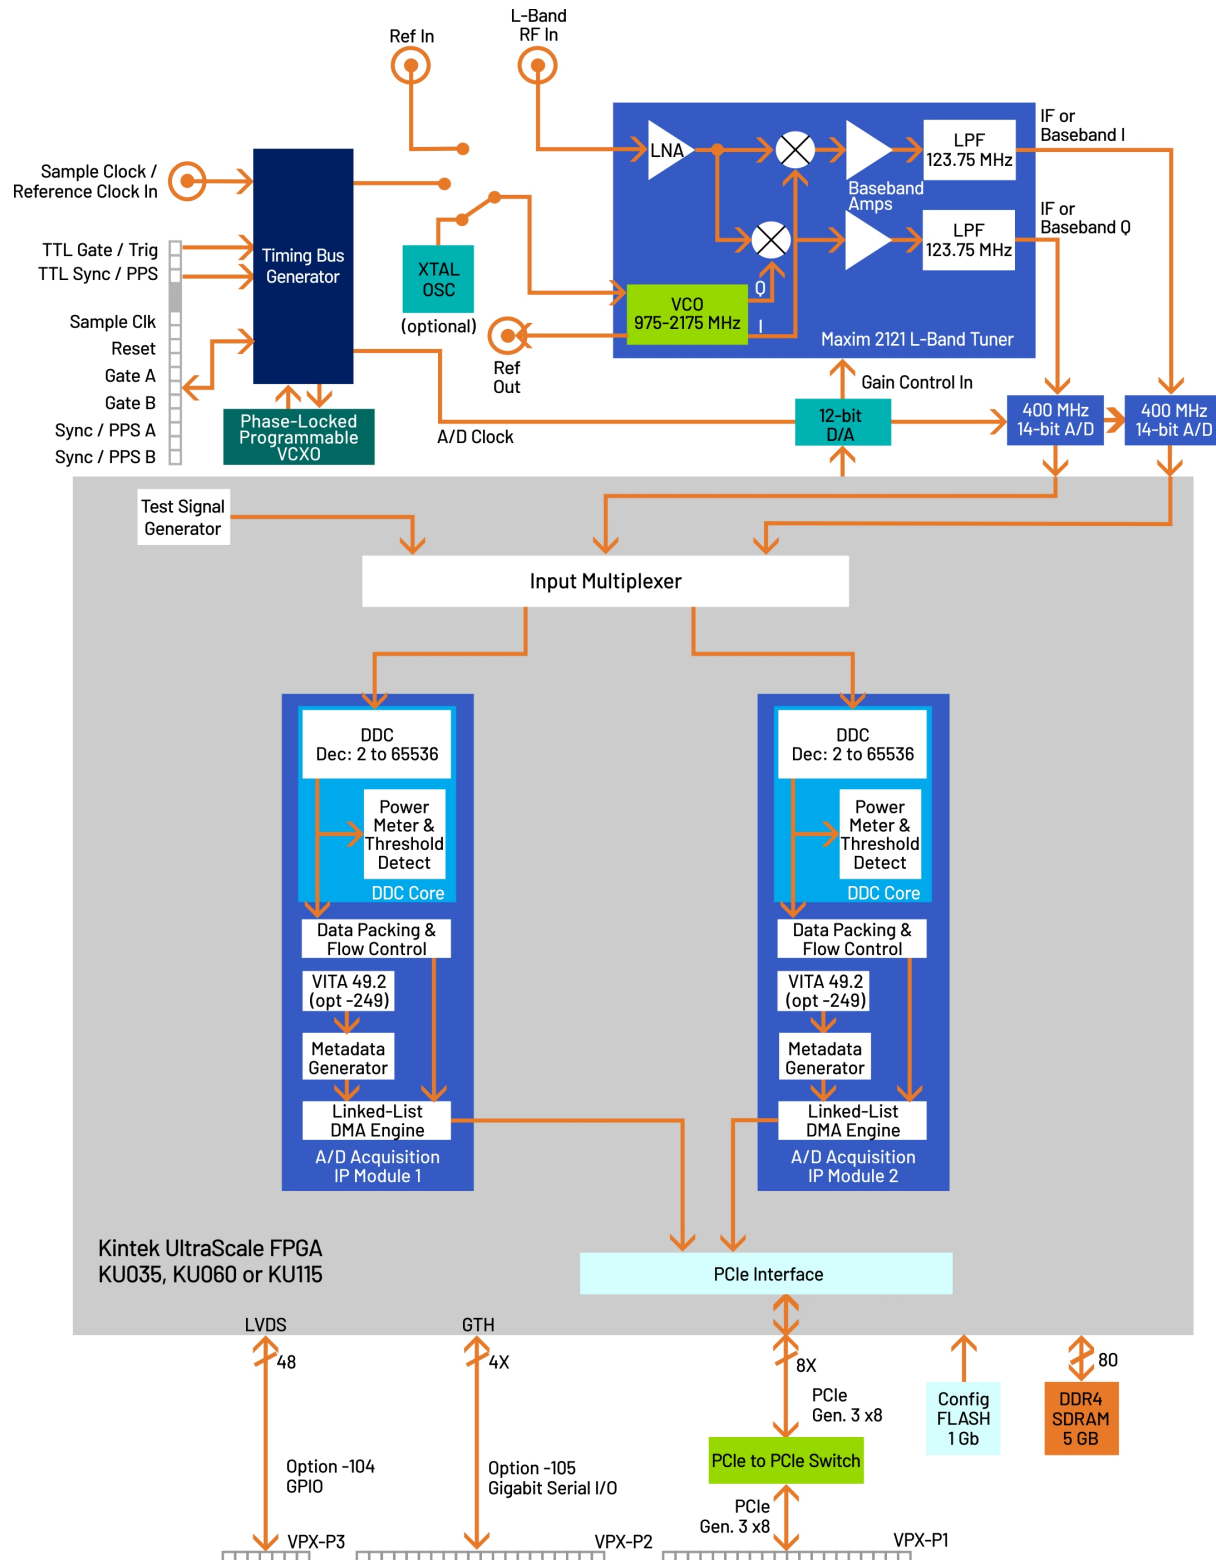 L-Band
RF In
Ref In
Sample Clock /
Reference Clock In
TTL Gate / Trig
TTL Sync / PPS
Sample Clk
Reset
Gate A
Gate B
Sync / PPS A
Sync / PPS B
Timing Bus
Generator
Phase-Locked
Programmable
VCXO
XTAL
OSC
(optional)
Ref
Out
A/D Clock
LNA
Baseband
Amps
LPF
123.75 MHz
LPF
123.75 MHz
VCO
975-2175 MHz
Q
I
Maxim 2121 L-Band Tuner
IF or
Baseband I
IF or
Baseband Q
Gain Control In
12-bit
D/A
400 MHz
14-bit A/D
400 MHz
14-bit A/D
Test Signal
Generator
Input Multiplexer
DDC
Dec: 2 to 65536
Power
Meter &
Threshold
Detect
DDC Core
Data Packing &
Flow Control
VITA 49.2
(opt -249)
Metadata
Generator
Linked-List
DMA Engine
A/D Acquisition
IP Module 1
DDC
Dec: 2 to 65536
Power
Meter &
Threshold
Detect
DDC Core
Data Packing &
Flow Control
VITA 49.2
(opt -249)
Metadata
Generator
Linked-List
DMA Engine
A/D Acquisition
IP Module 2
Kintek UltraScale FPGA
KU035, KU060 or KU115
PCIe Interface
LVDS
48
GTH
4X
8X
80
PCIe
Gen. 3 x8
Config
FLASH
1 Gb
DDR4
SDRAM
5 GB
PCIe to PCIe Switch
Option -104
GPIO
Option -105
Gigabit Serial I/O
PCIe
Gen. 3 x8
VPX-P3
VPX-P2
VPX-P1